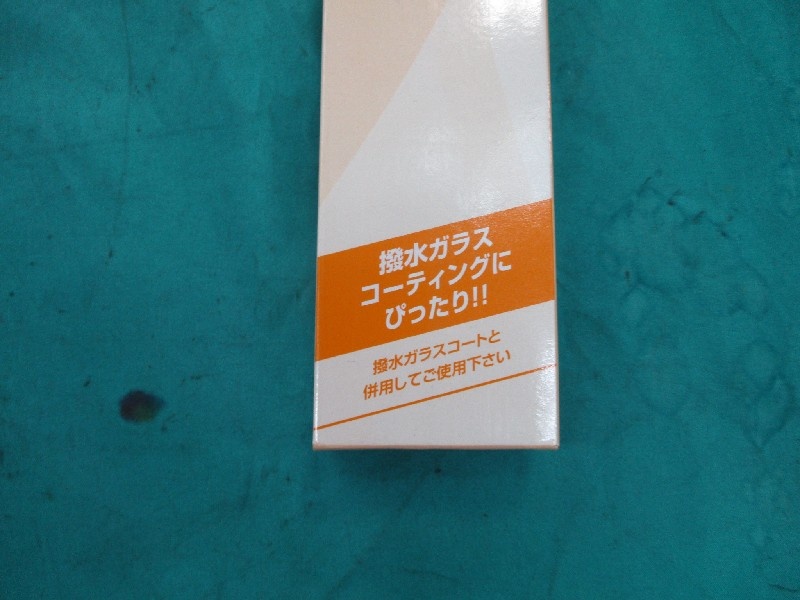 撥水ガラス
コーティングに
ぴったり!!
撥水ガラスコートと
併用してご使用下さい